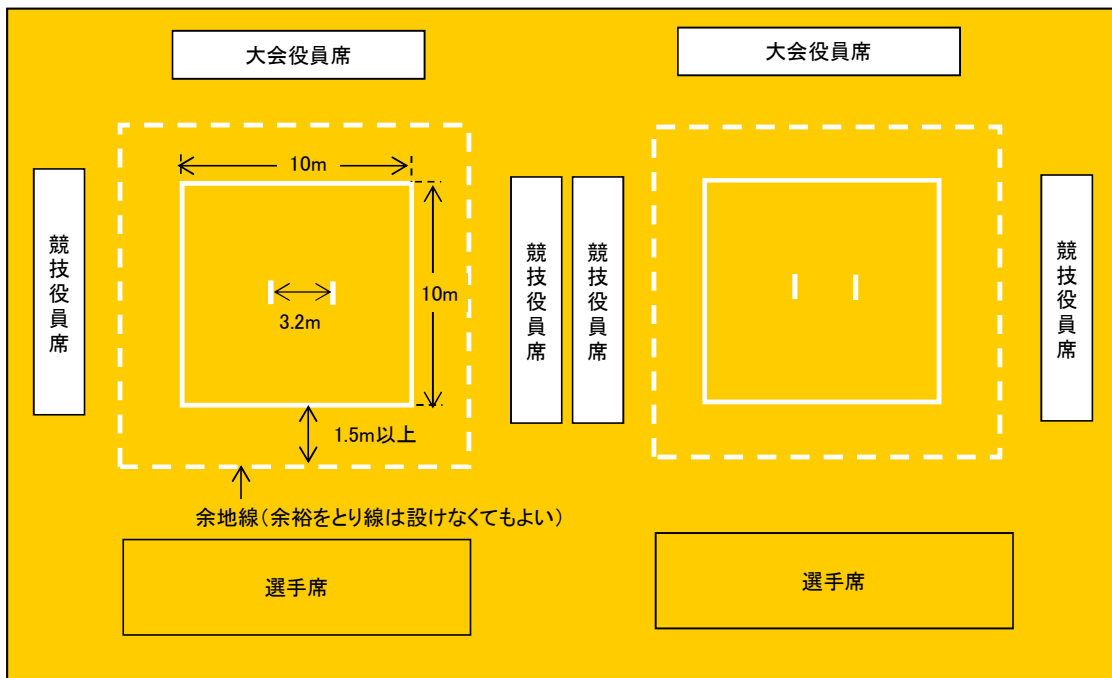 大会役員席
大会役員席
10m
競技役員席
競技役員席
競技役員席
競技役員席
10m
3.2m
1.5m以上
余地線(余裕をとり線は設けなくてもよい)
選手席
選手席